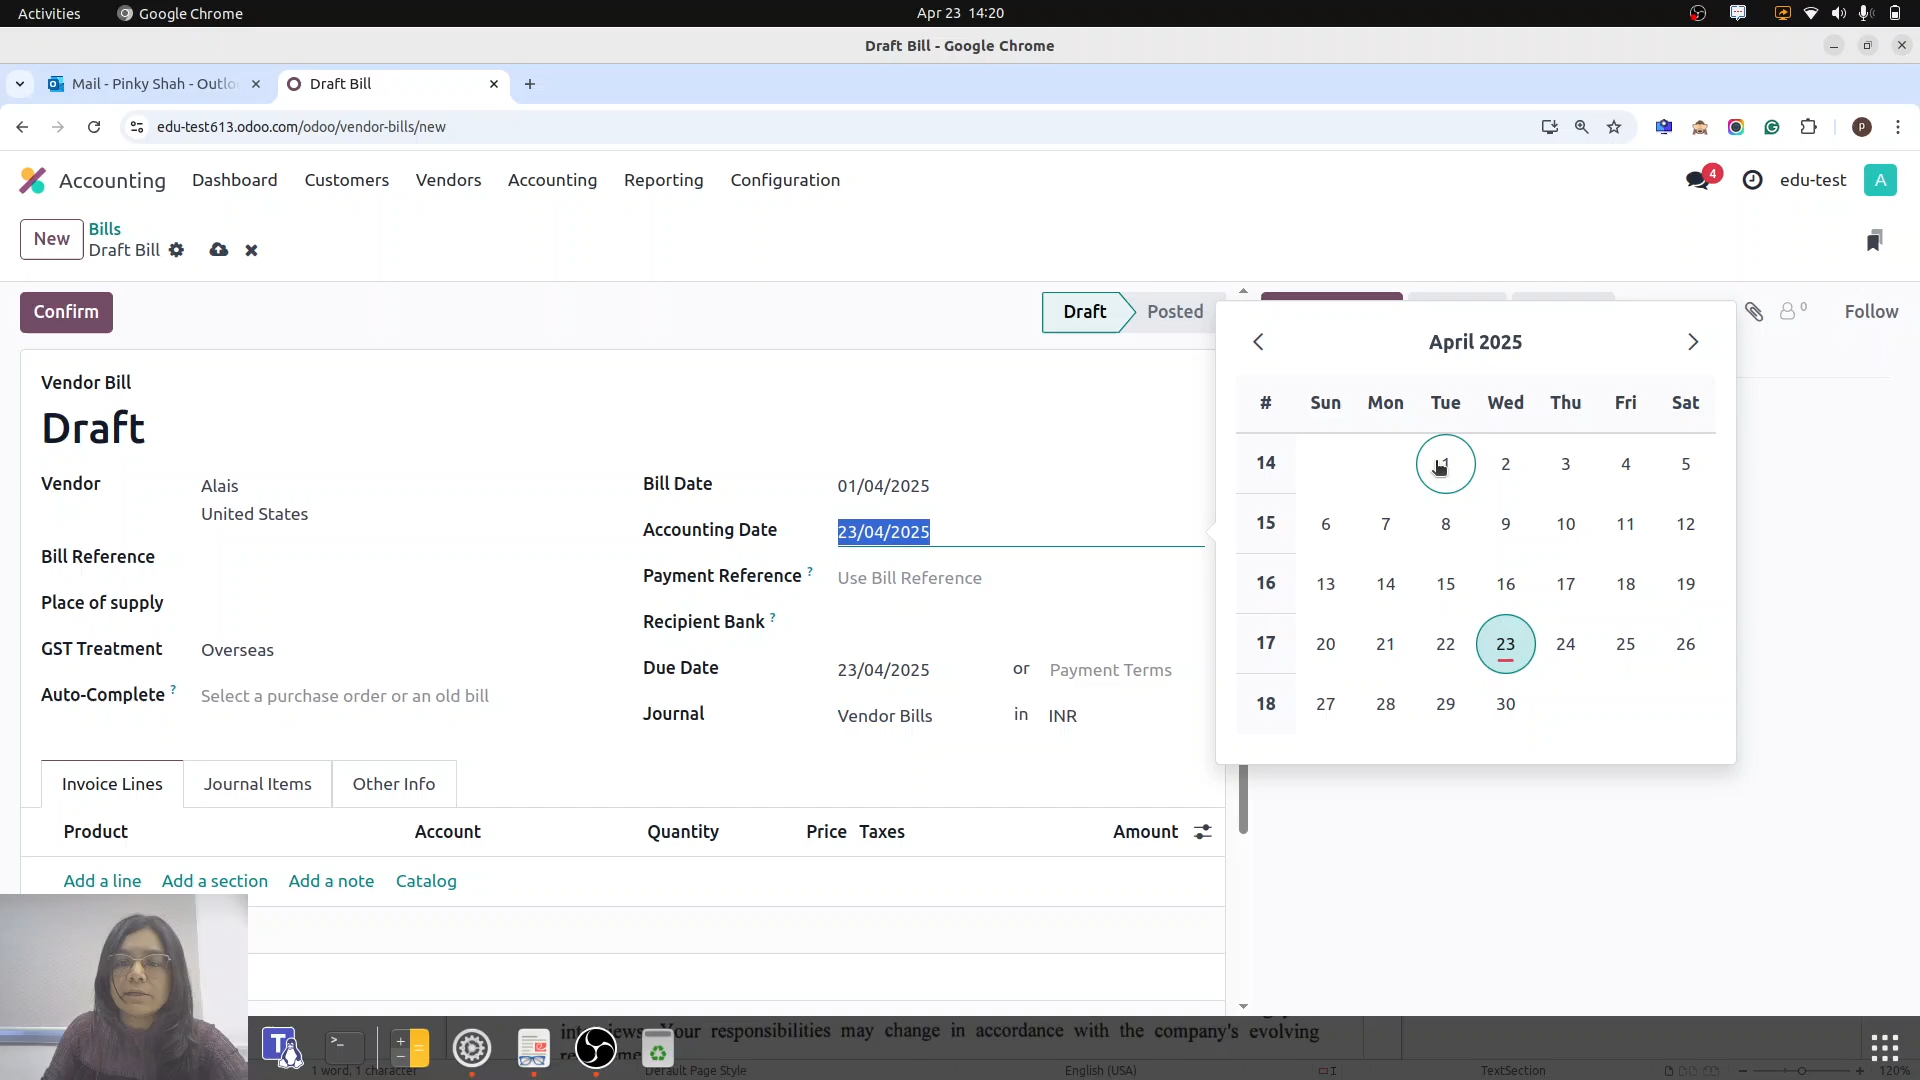 Activities
Google Chrome
Apr 23 14:20
Draft Bill - Google Chrome
Mail - Pinky Shah - Outlo
Draft Bill
edu-test613.odoo.com/odoo/vendor-bills/new
P
Accounting
Dashboard
Customers
Vendors
Accounting
Reporting
Configuration
4
edu-test
A
New
Bills
Draft Bill
Confirm
Draft
Posted
0
Follow
Vendor Bill
Draft
Vendor
Alais
United States
Bill Reference
Place of supply
GST Treatment
Overseas
Auto-Complete ?
Select a purchase order or an old bill
Bill Date
01/04/2025
Accounting Date
23/04/2025
Payment Reference ?
Use Bill Reference
Recipient Bank ?
Due Date
23/04/2025
or
Payment Terms
Journal
Vendor Bills
in
INR
April 2025
# Sun Mon Tue Wed Thu Fri Sat
14 1 2 3 4 5
15 6 7 8 9 10 11 12
16 13 14 15 16 17 18 19
17 20 21 22 23 24 25 26
18 27 28 29 30
Invoice Lines
Journal Items
Other Info
Product
Account
Quantity
Price
Taxes
Amount
Add a line
Add a section
Add a note
Catalog
Your responsibilities may change in accordance with the company's evolving
1 word, 1 character
Default Page Style
English (USA)
TextSection
120%